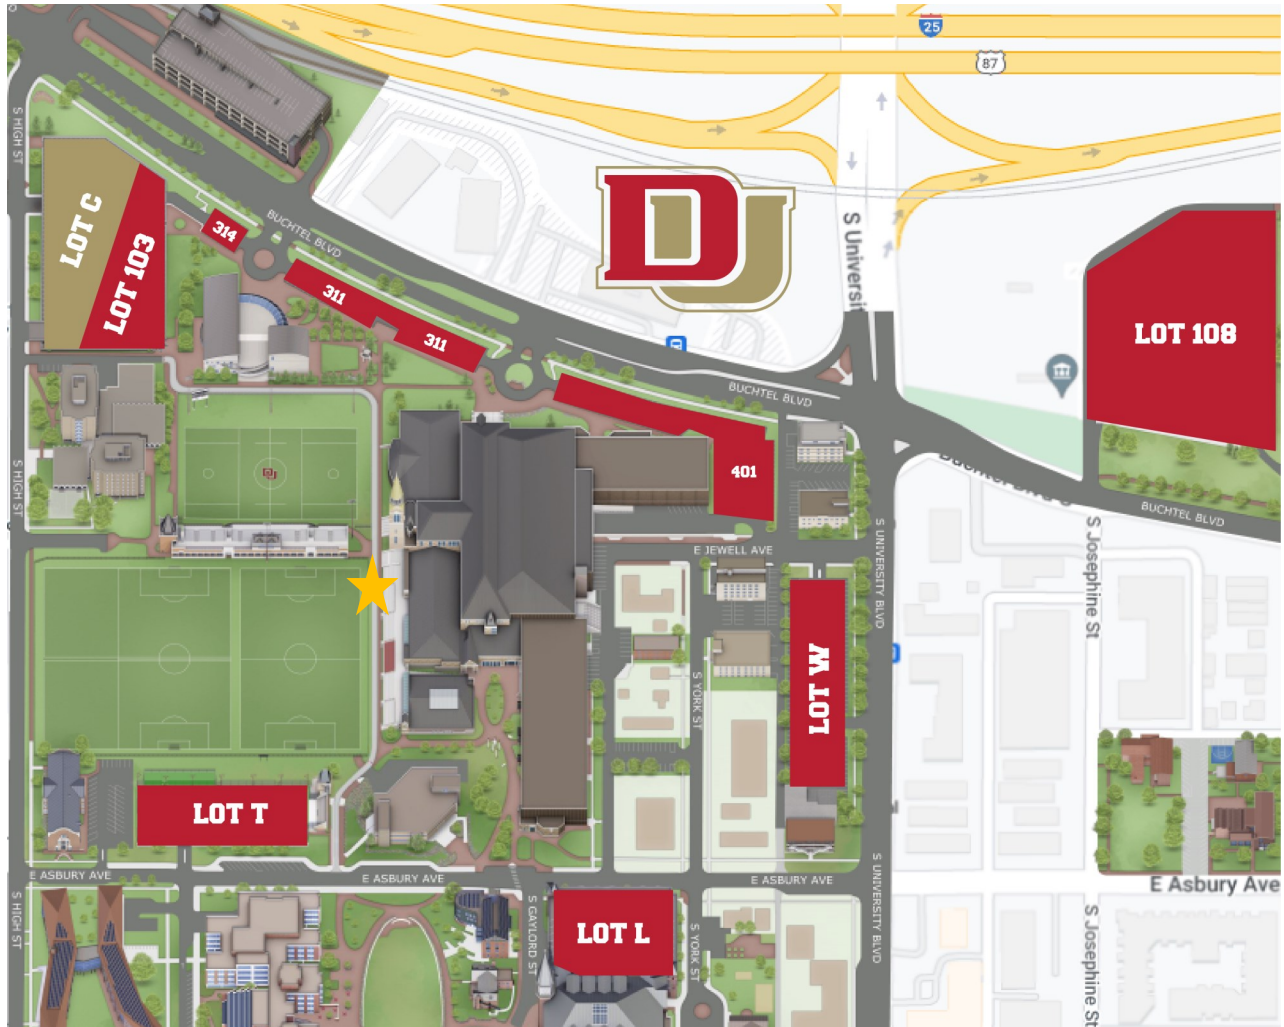 25
87
S HIGH ST
LOT C
LOT 103
314
BUCHTEL BLVD
DU
S Universit
311
311
LOT 108
BUCHTEL BLVD
401
S HIGH ST
BUCHTEL BLVD
E JEWELL AVE
S UNIVERSITY BLVD
S Josephine St
LOT W
S YORK ST
LOT T
E ASBURY AVE
E ASBURY AVE
E ASBURY AVE
E Asbury Ave
S HIGH ST
S GAYLORD ST
LOT L
S YORK ST
S UNIVERSITY BLVD
S Josephine St